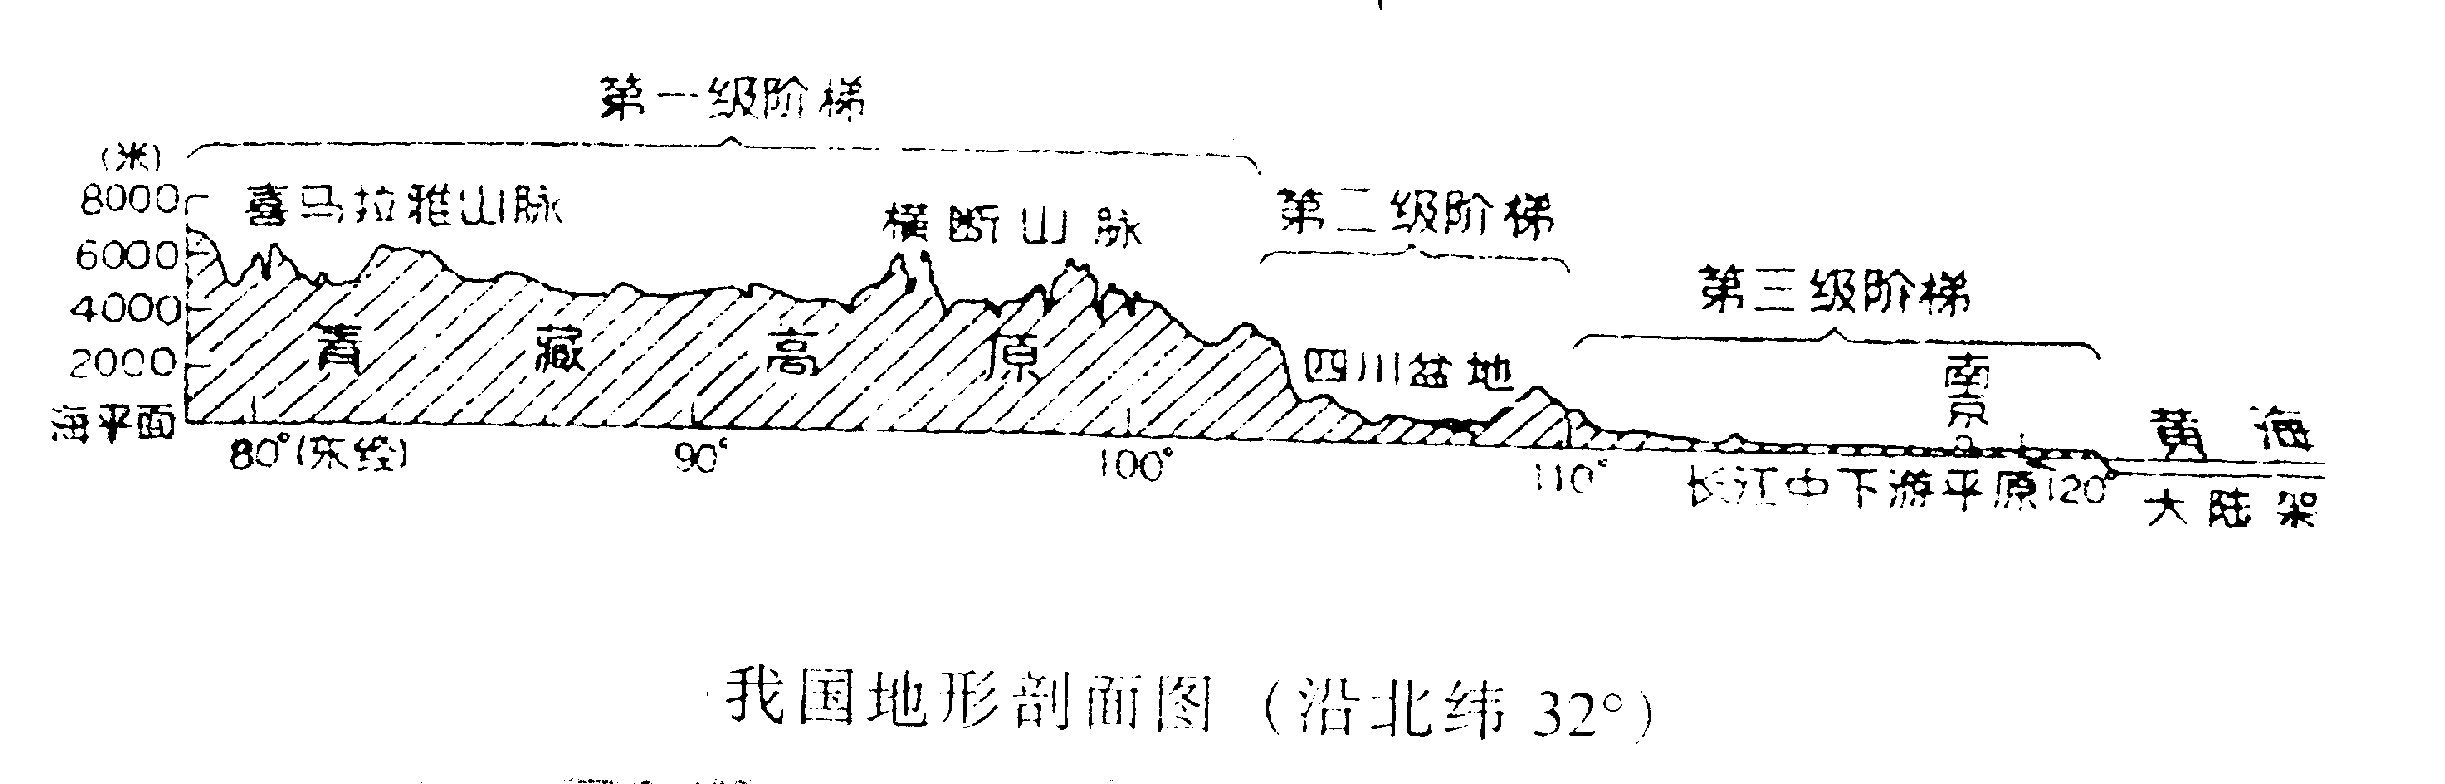 第一级阶梯
(米)
8000
喜马拉雅山脉
横断山脉
第二级阶梯
6000
第三级阶梯
4000
青藏高原
2000
四川盆地
南京
海平面
黄海
80°(东经)
90°
100°
110°
长江中下游平原
120°
大陆架
我国地形剖面图（沿北纬32°）